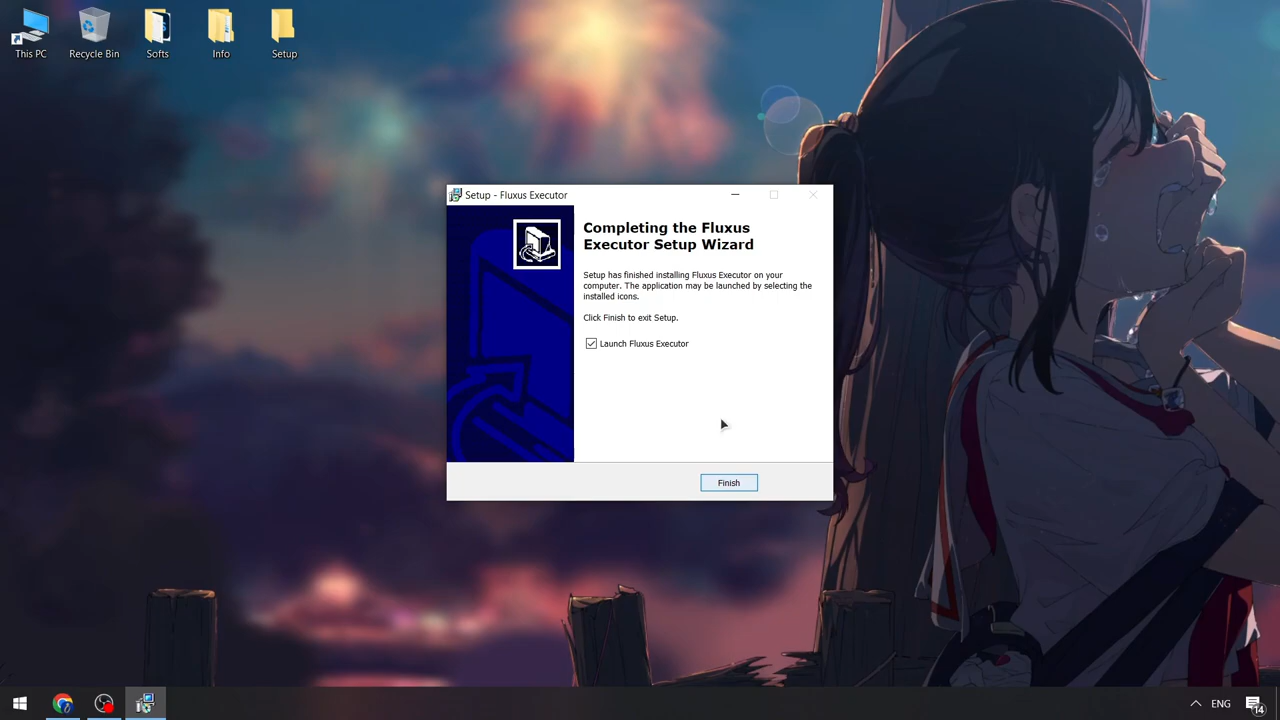 This PC
Recycle Bin
Softs
Info
Setup
Setup - Fluxus Executor
Completing the Fluxus
Executor Setup Wizard
Setup has finished installing Fluxus Executor on your
computer. The application may be launched by selecting the
installed icons.
Click Finish to exit Setup.
Launch Fluxus Executor
Finish
ENG
14